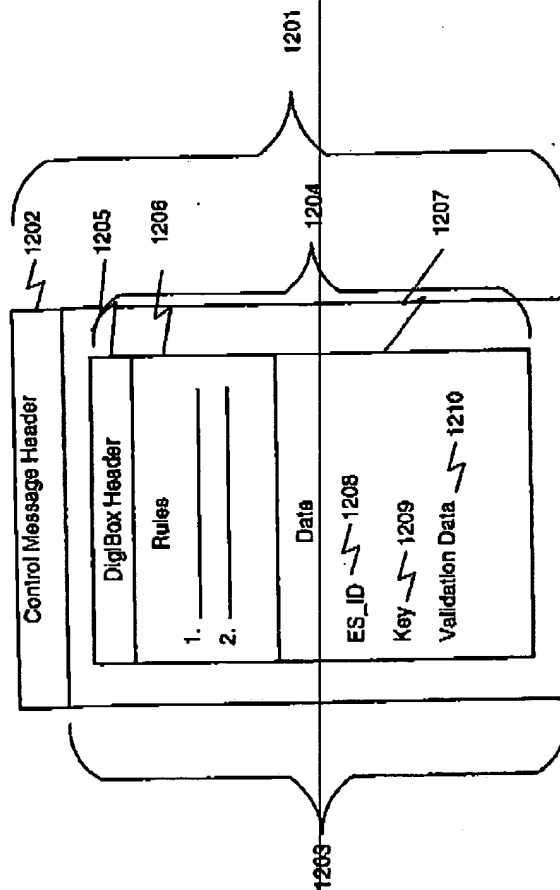 Control Message Header
1202
DigiBox Header
1205
Rules
1206
1.
2.
1203
1204
1201
Data
1207
ES_ID 1208
Key 1209
Validation Data 1210